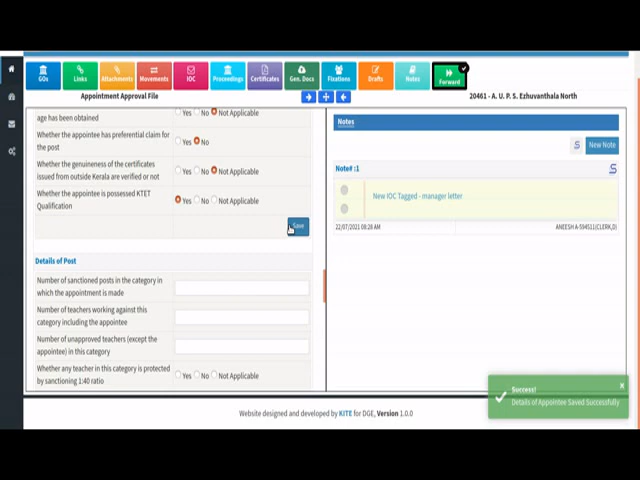 GOs
Links
Attachments
Movements
IOC
Proceedings
Certificates
Gen. Docs
Fixations
Drafts
Notes
Forward
Appointment Approval File
20461 - A. U. P. S. Ezhuvanthala North
age has been obtained
Yes No Not Applicable
Whether the appointee has preferential claim for
the post
Yes No
Whether the genuineness of the certificates
issued from outside Kerala are verified or not
Yes No Not Applicable
Whether the appointee is possessed KTET
Qualification
Yes No Not Applicable
Save
Details of Post
Number of sanctioned posts in the category in
which the appointment is made
Number of teachers working against this
category including the appointee
Number of unapproved teachers (except the
appointee) in this category
Whether any teacher in this category is protected
by sanctioning 1:40 ratio
Yes No Not Applicable
Notes
New Note
Note# :1
New IOC Tagged - manager letter
22/07/2021 08:28 AM
Success!
Details of Appointee Saved Successfully
Website designed and developed by KITE for DGE, Version 1.0.0